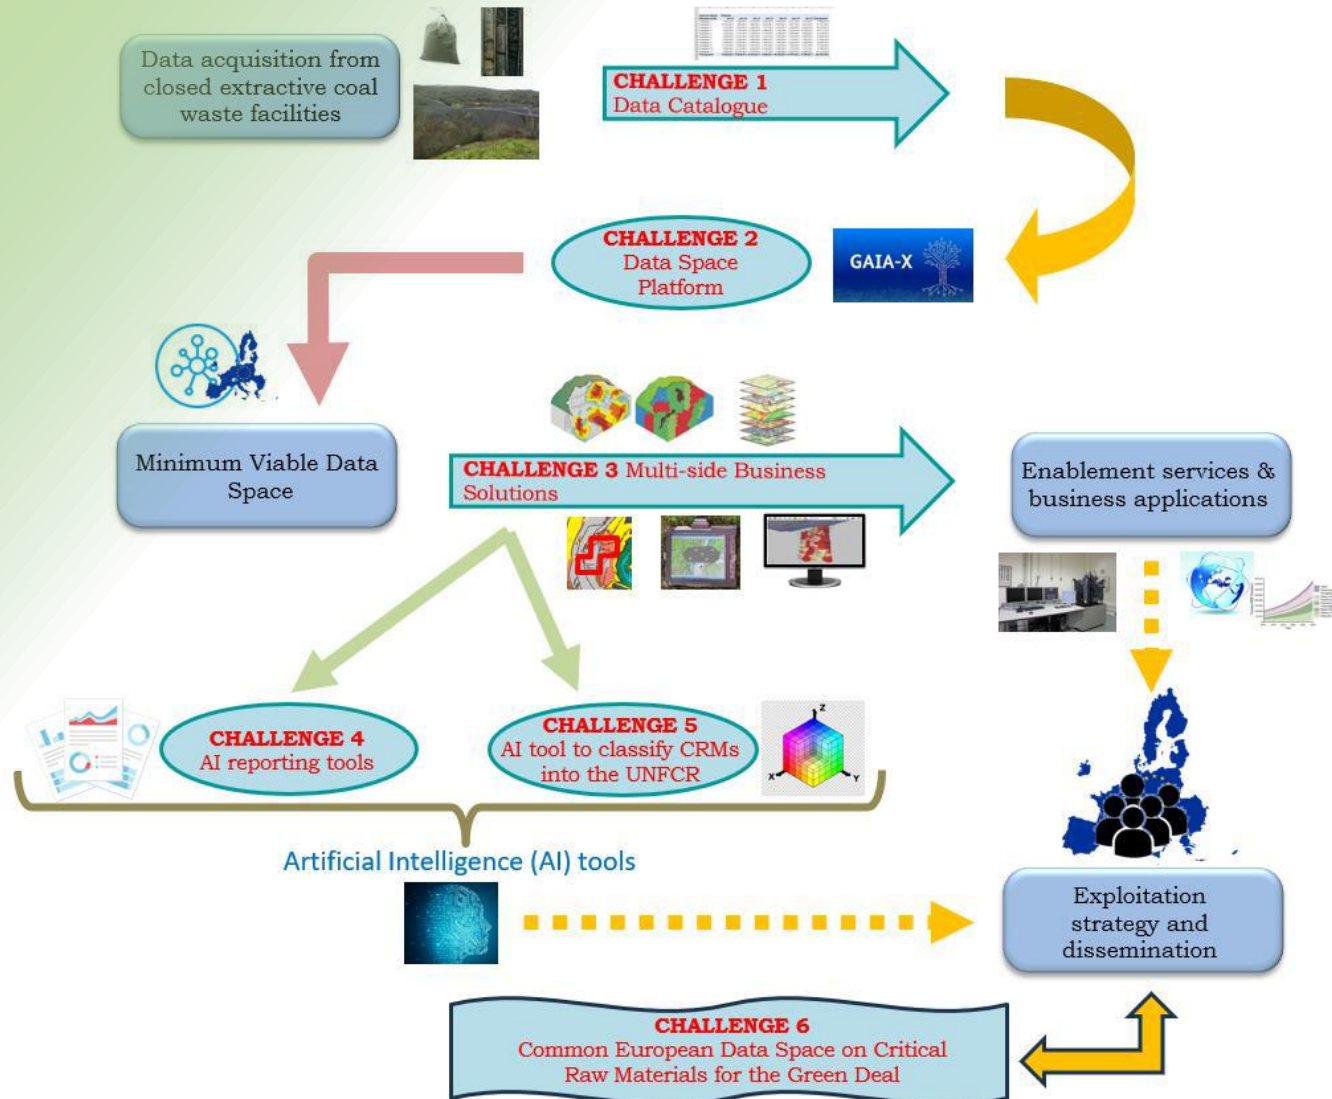 Data acquisition from
closed extractive coal
waste facilities
CHALLENGE 1
Data Catalogue
CHALLENGE 2
Data Space
Platform
GAIA-X
Minimum Viable Data
Space
CHALLENGE 3 Multi-side Business
Solutions
Enablement services &
business applications
CHALLENGE 4
AI reporting tools
CHALLENGE 5
AI tool to classify CRMs
into the UNFCR
Z
X
Y
Artificial Intelligence (AI) tools
Exploitation
strategy and
dissemination
CHALLENGE 6
Common European Data Space on Critical
Raw Materials for the Green Deal